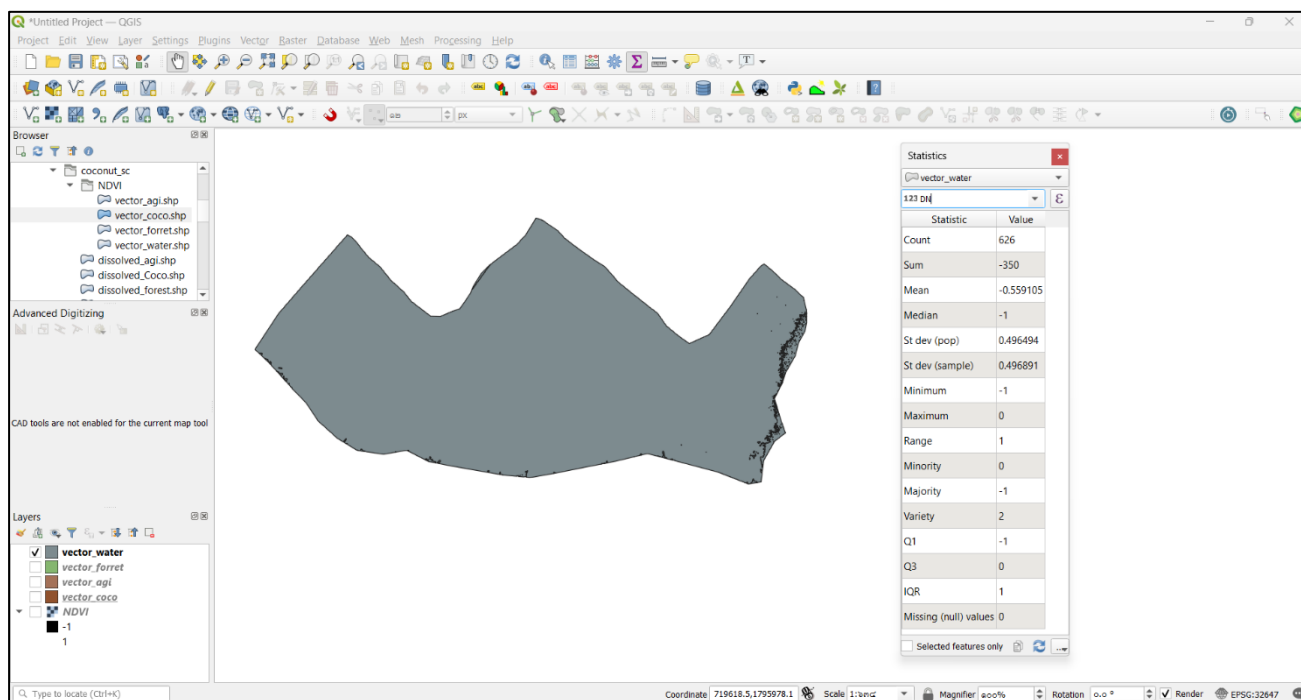 *Untitled Project — QGIS
Project Edit View Layer Settings Plugins Vector Raster Database Web Mesh Processing Help
px
Browser
coconut_sc
NDVI
vector_agi.shp
vector_coco.shp
vector_forret.shp
vector_water.shp
dissolved_agi.shp
dissolved_Coco.shp
dissolved_forest.shp
Advanced Digitizing
CAD tools are not enabled for the current map tool
Layers
vector_water
vector_forret
vector_agi
vector_coco
NDVI
-1
1
Statistics
vector_water
123 DN
ε
Statistic Value
Count 626
Sum -350
Mean -0.559105
Median -1
St dev (pop) 0.496494
St dev (sample) 0.496891
Minimum -1
Maximum 0
Range 1
Minority 0
Majority -1
Variety 2
Q1 -1
Q3 0
IQR 1
Missing (null) values 0
Selected features only
Type to locate (Ctrl+K) Coordinate 719618.5,1795978.1 Scale Magnifier ๑๐๐% Rotation ๐.๐ ° Render EPSG:32647